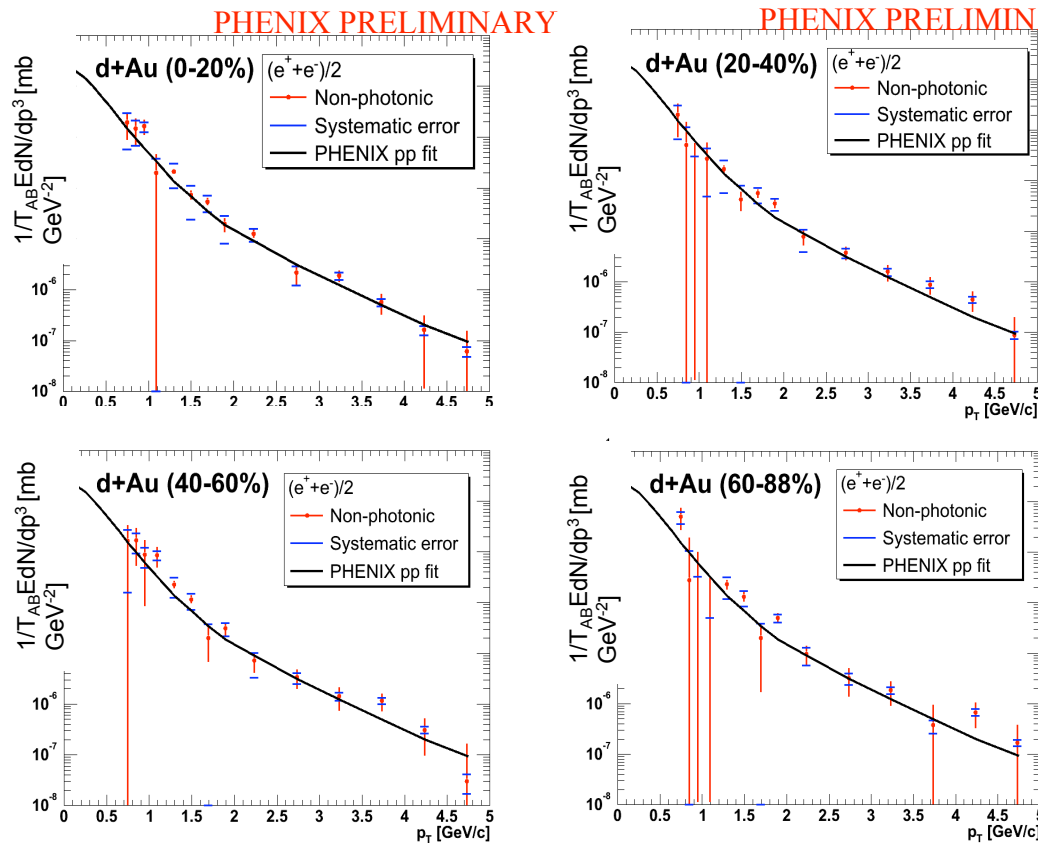 PHENIX PRELIMINARY
PHENIX PRELIMIN
d+Au (0-20%)
(e⁺+e⁻)/2
Non-photonic
Systematic error
PHENIX pp fit
1/T_AB EdN/dp³ [mb
GeV⁻²]
10⁻⁶
10⁻⁷
10⁻⁸
0 0.5 1 1.5 2 2.5 3 3.5 4 4.5 5
d+Au (20-40%)
(e⁺+e⁻)/2
Non-photonic
Systematic error
PHENIX pp fit
1/T_AB EdN/dp³ [mb
GeV⁻²]
10⁻⁶
10⁻⁷
10⁻⁸
0 0.5 1 1.5 2 2.5 3 3.5 4 4.5 5
p_T [GeV/c]
d+Au (40-60%)
(e⁺+e⁻)/2
Non-photonic
Systematic error
PHENIX pp fit
1/T_AB EdN/dp³ [mb
GeV⁻²]
10⁻⁶
10⁻⁷
10⁻⁸
0 0.5 1 1.5 2 2.5 3 3.5 4 4.5 5
p_T [GeV/c]
d+Au (60-88%)
(e⁺+e⁻)/2
Non-photonic
Systematic error
PHENIX pp fit
1/T_AB EdN/dp³ [mb
GeV⁻²]
10⁻⁶
10⁻⁷
10⁻⁸
0 0.5 1 1.5 2 2.5 3 3.5 4 4.5 5
p_T [GeV/c]